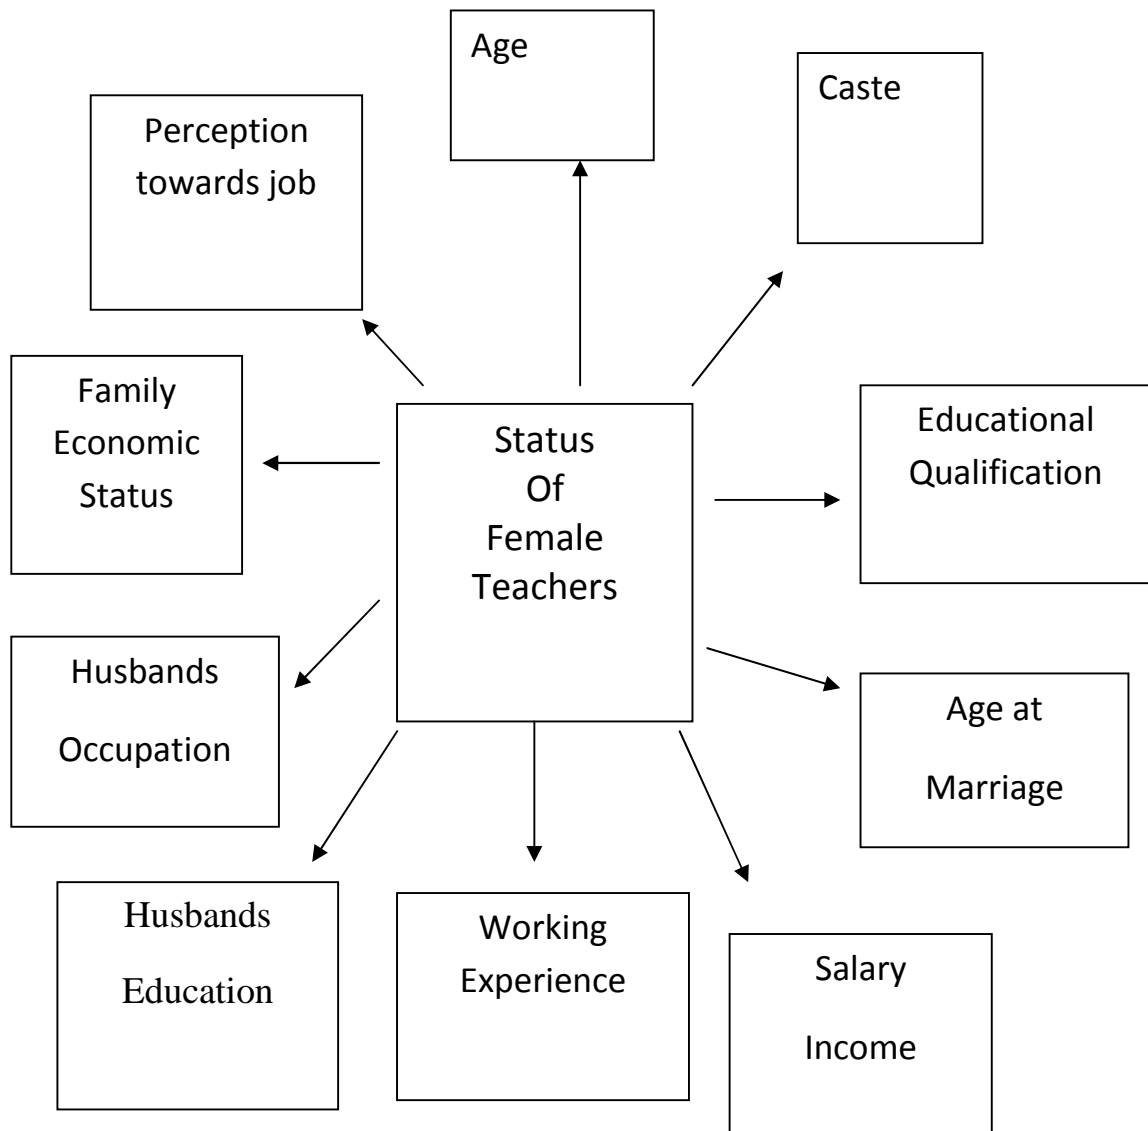 Age
Caste
Perception
towards job
Family
Economic
Status
Status
Of
Female
Teachers
Educational
Qualification
Husbands
Occupation
Age at
Marriage
Husbands
Education
Working
Experience
Salary
Income